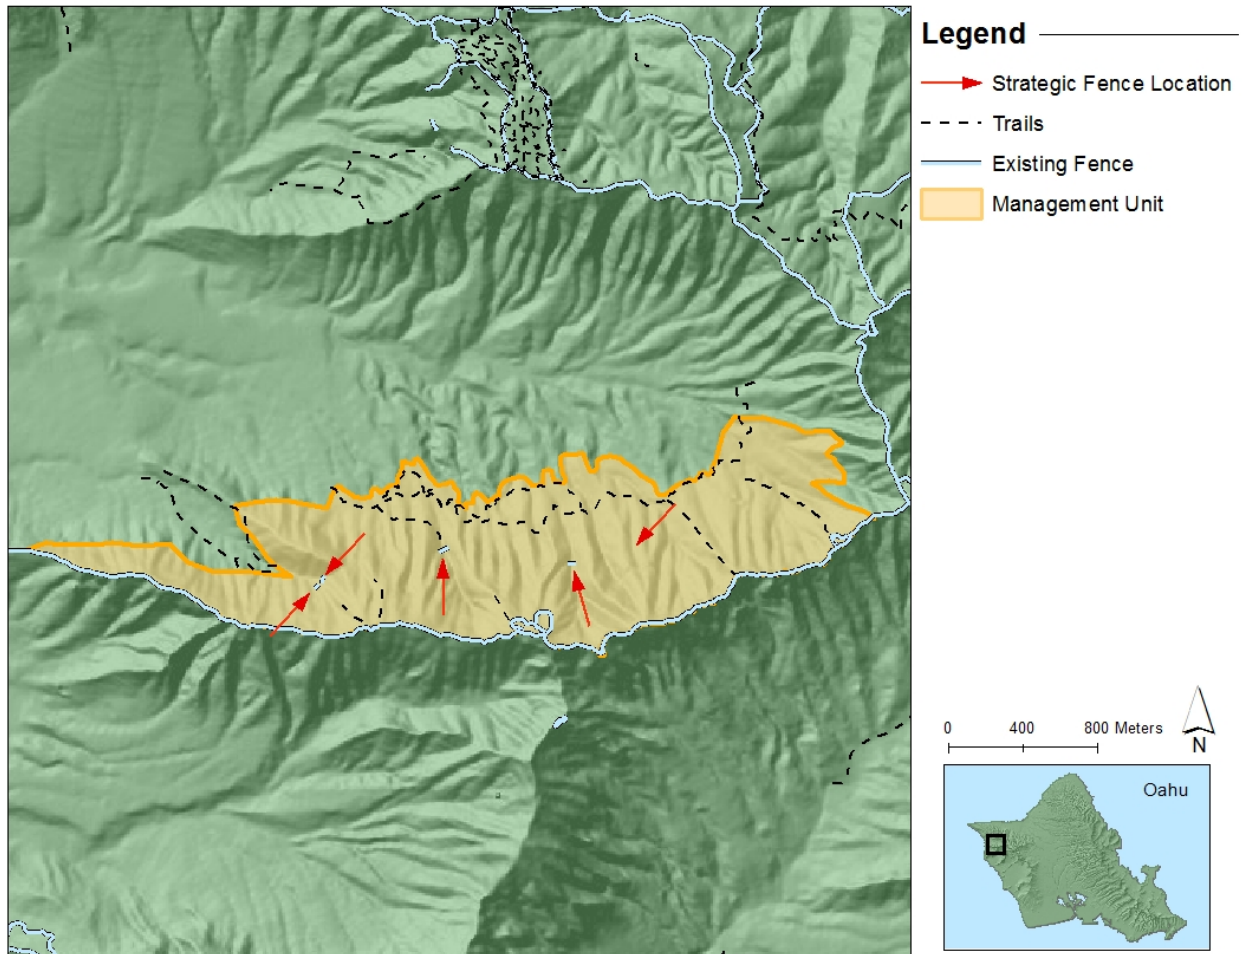 Legend
Strategic Fence Location
Trails
Existing Fence
Management Unit
0 400 800 Meters
N
Oahu